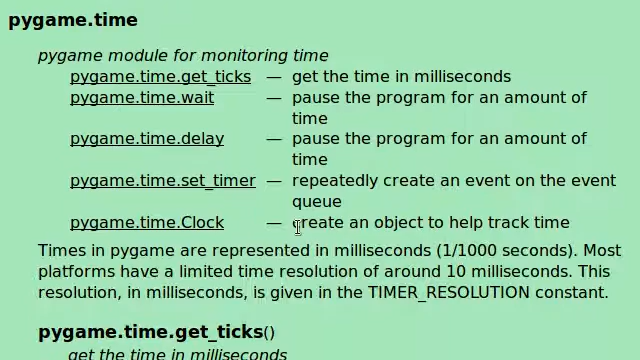 pygame.time
pygame module for monitoring time
pygame.time.get_ticks — get the time in milliseconds
pygame.time.wait — pause the program for an amount of
time
pygame.time.delay — pause the program for an amount of
time
pygame.time.set_timer — repeatedly create an event on the event
queue
pygame.time.Clock — create an object to help track time
Times in pygame are represented in milliseconds (1/1000 seconds). Most
platforms have a limited time resolution of around 10 milliseconds. This
resolution, in milliseconds, is given in the TIMER_RESOLUTION constant.
pygame.time.get_ticks()
get the time in milliseconds